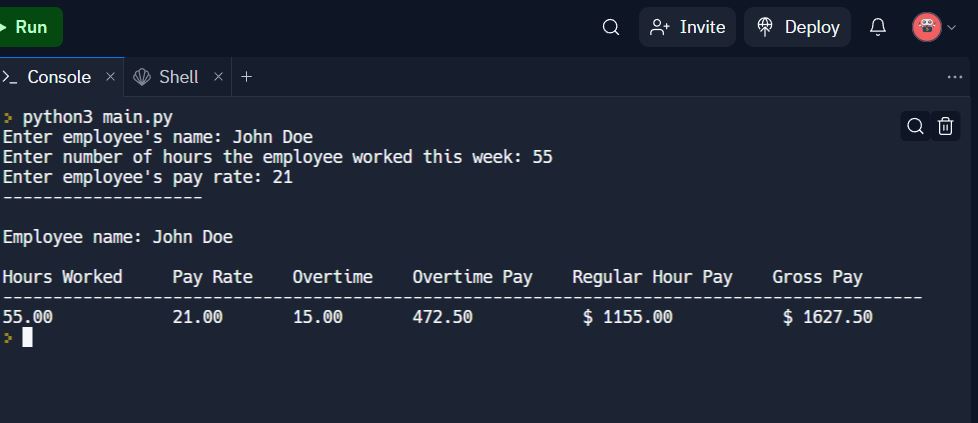 Run Invite Deploy
Console Shell
python3 main.py
Enter employee's name: John Doe
Enter number of hours the employee worked this week: 55
Enter employee's pay rate: 21
--------------------
Employee name: John Doe
Hours Worked     Pay Rate    Overtime    Overtime Pay    Regular Hour Pay    Gross Pay
--------------------------------------------------------------------------------------------
55.00            21.00       15.00       472.50           $ 1155.00           $ 1627.50